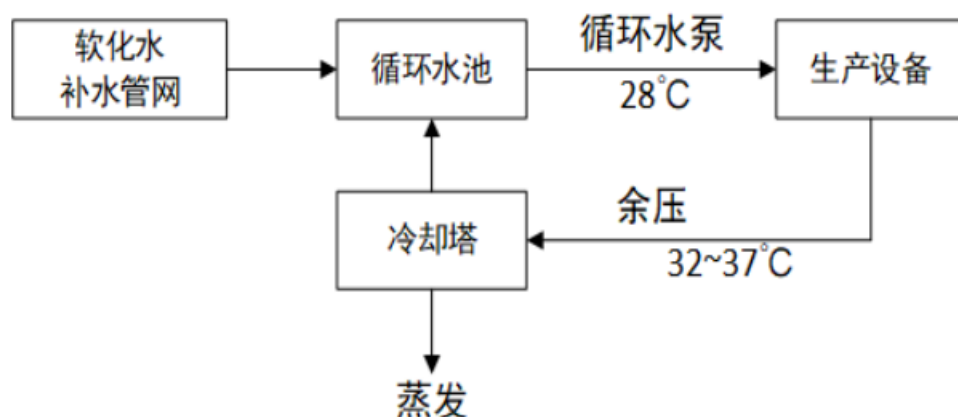 软化水
补水管网
循环水池
循环水泵
28°C
生产设备
冷却塔
余压
32~37°C
蒸发